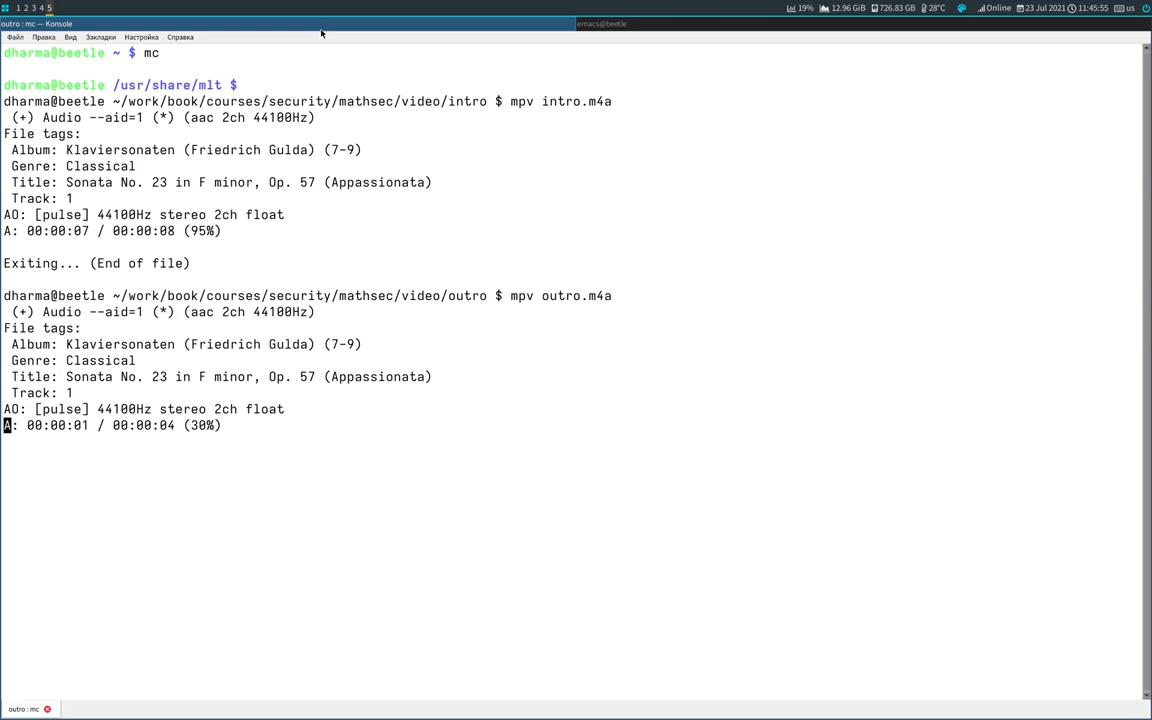 1 2 3 4 5
19% 12.96 GiB 726.83 GB 28°C Online 23 Jul 2021 11:45:55 us
outro : mc — Konsole
emacs@beetle
Файл Правка Вид Закладки Настройка Справка
dharma@beetle ~ $ mc
dharma@beetle /usr/share/mlt $
dharma@beetle ~/work/book/courses/security/mathsec/video/intro $ mpv intro.m4a
(+) Audio --aid=1 (*) (aac 2ch 44100Hz)
File tags:
Album: Klaviersonaten (Friedrich Gulda) (7-9)
Genre: Classical
Title: Sonata No. 23 in F minor, Op. 57 (Appassionata)
Track: 1
AO: [pulse] 44100Hz stereo 2ch float
A: 00:00:07 / 00:00:08 (95%)
Exiting... (End of file)
dharma@beetle ~/work/book/courses/security/mathsec/video/outro $ mpv outro.m4a
(+) Audio --aid=1 (*) (aac 2ch 44100Hz)
File tags:
Album: Klaviersonaten (Friedrich Gulda) (7-9)
Genre: Classical
Title: Sonata No. 23 in F minor, Op. 57 (Appassionata)
Track: 1
AO: [pulse] 44100Hz stereo 2ch float
A: 00:00:01 / 00:00:04 (30%)
outro : mc